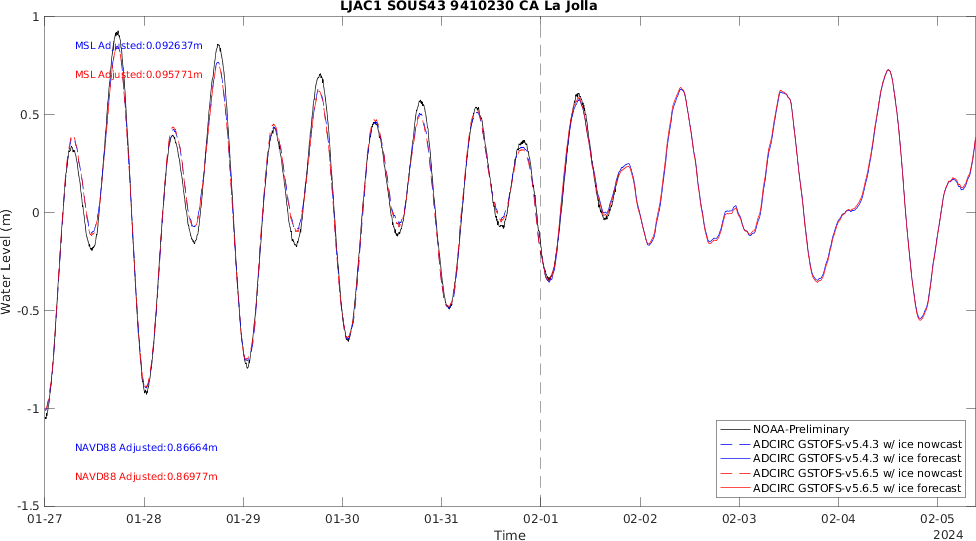 LJAC1 SOUS43 9410230 CA La Jolla
MSL Adjusted:0.092637m
MSL Adjusted:0.095771m
NAVD88 Adjusted:0.86664m
NAVD88 Adjusted:0.86977m
Water Level (m)
1
0.5
0
-0.5
-1
-1.5
NOAA-Preliminary
ADCIRC GSTOFS-v5.4.3 w/ ice nowcast
ADCIRC GSTOFS-v5.4.3 w/ ice forecast
ADCIRC GSTOFS-v5.6.5 w/ ice nowcast
ADCIRC GSTOFS-v5.6.5 w/ ice forecast
01-27 01-28 01-29 01-30 01-31 02-01 02-02 02-03 02-04 02-05
Time
2024